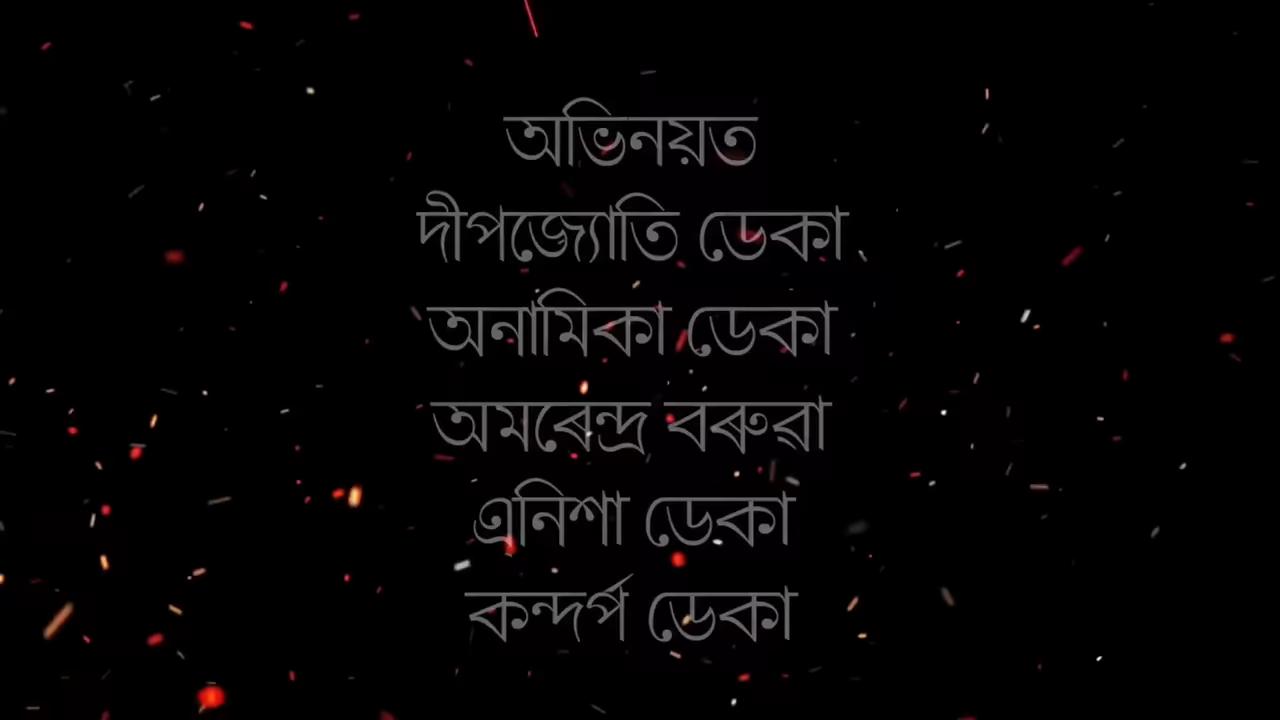 অভিনয়ত
দীপজ্যোতি ডেকা
অনামিকা ডেকা
অমৰেন্দ্ৰ বৰুৱা
এনিশা ডেকা
কন্দৰ্প ডেকা